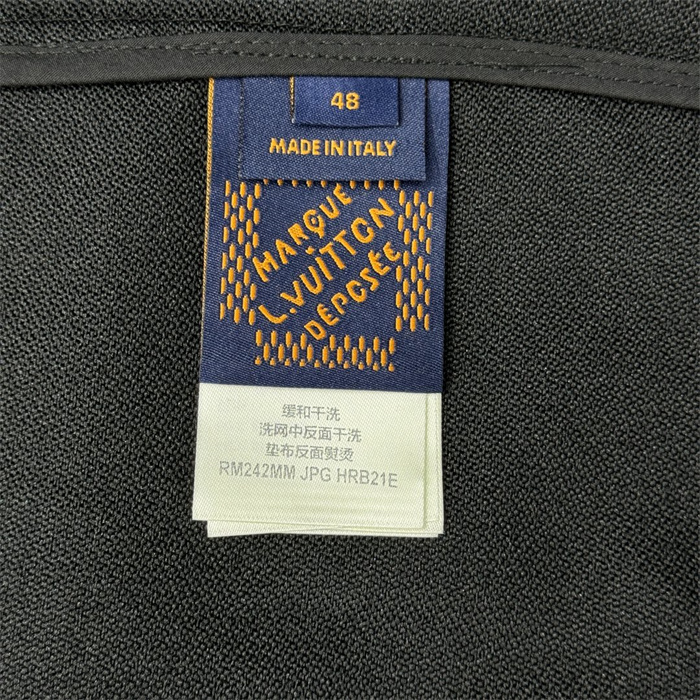 48
MADE IN ITALY
MARQUE
L.VUITTON
DÉPOSÉE
缓和干洗
洗网中反面干洗
垫布反面熨烫
RM242MM JPG HRB21E